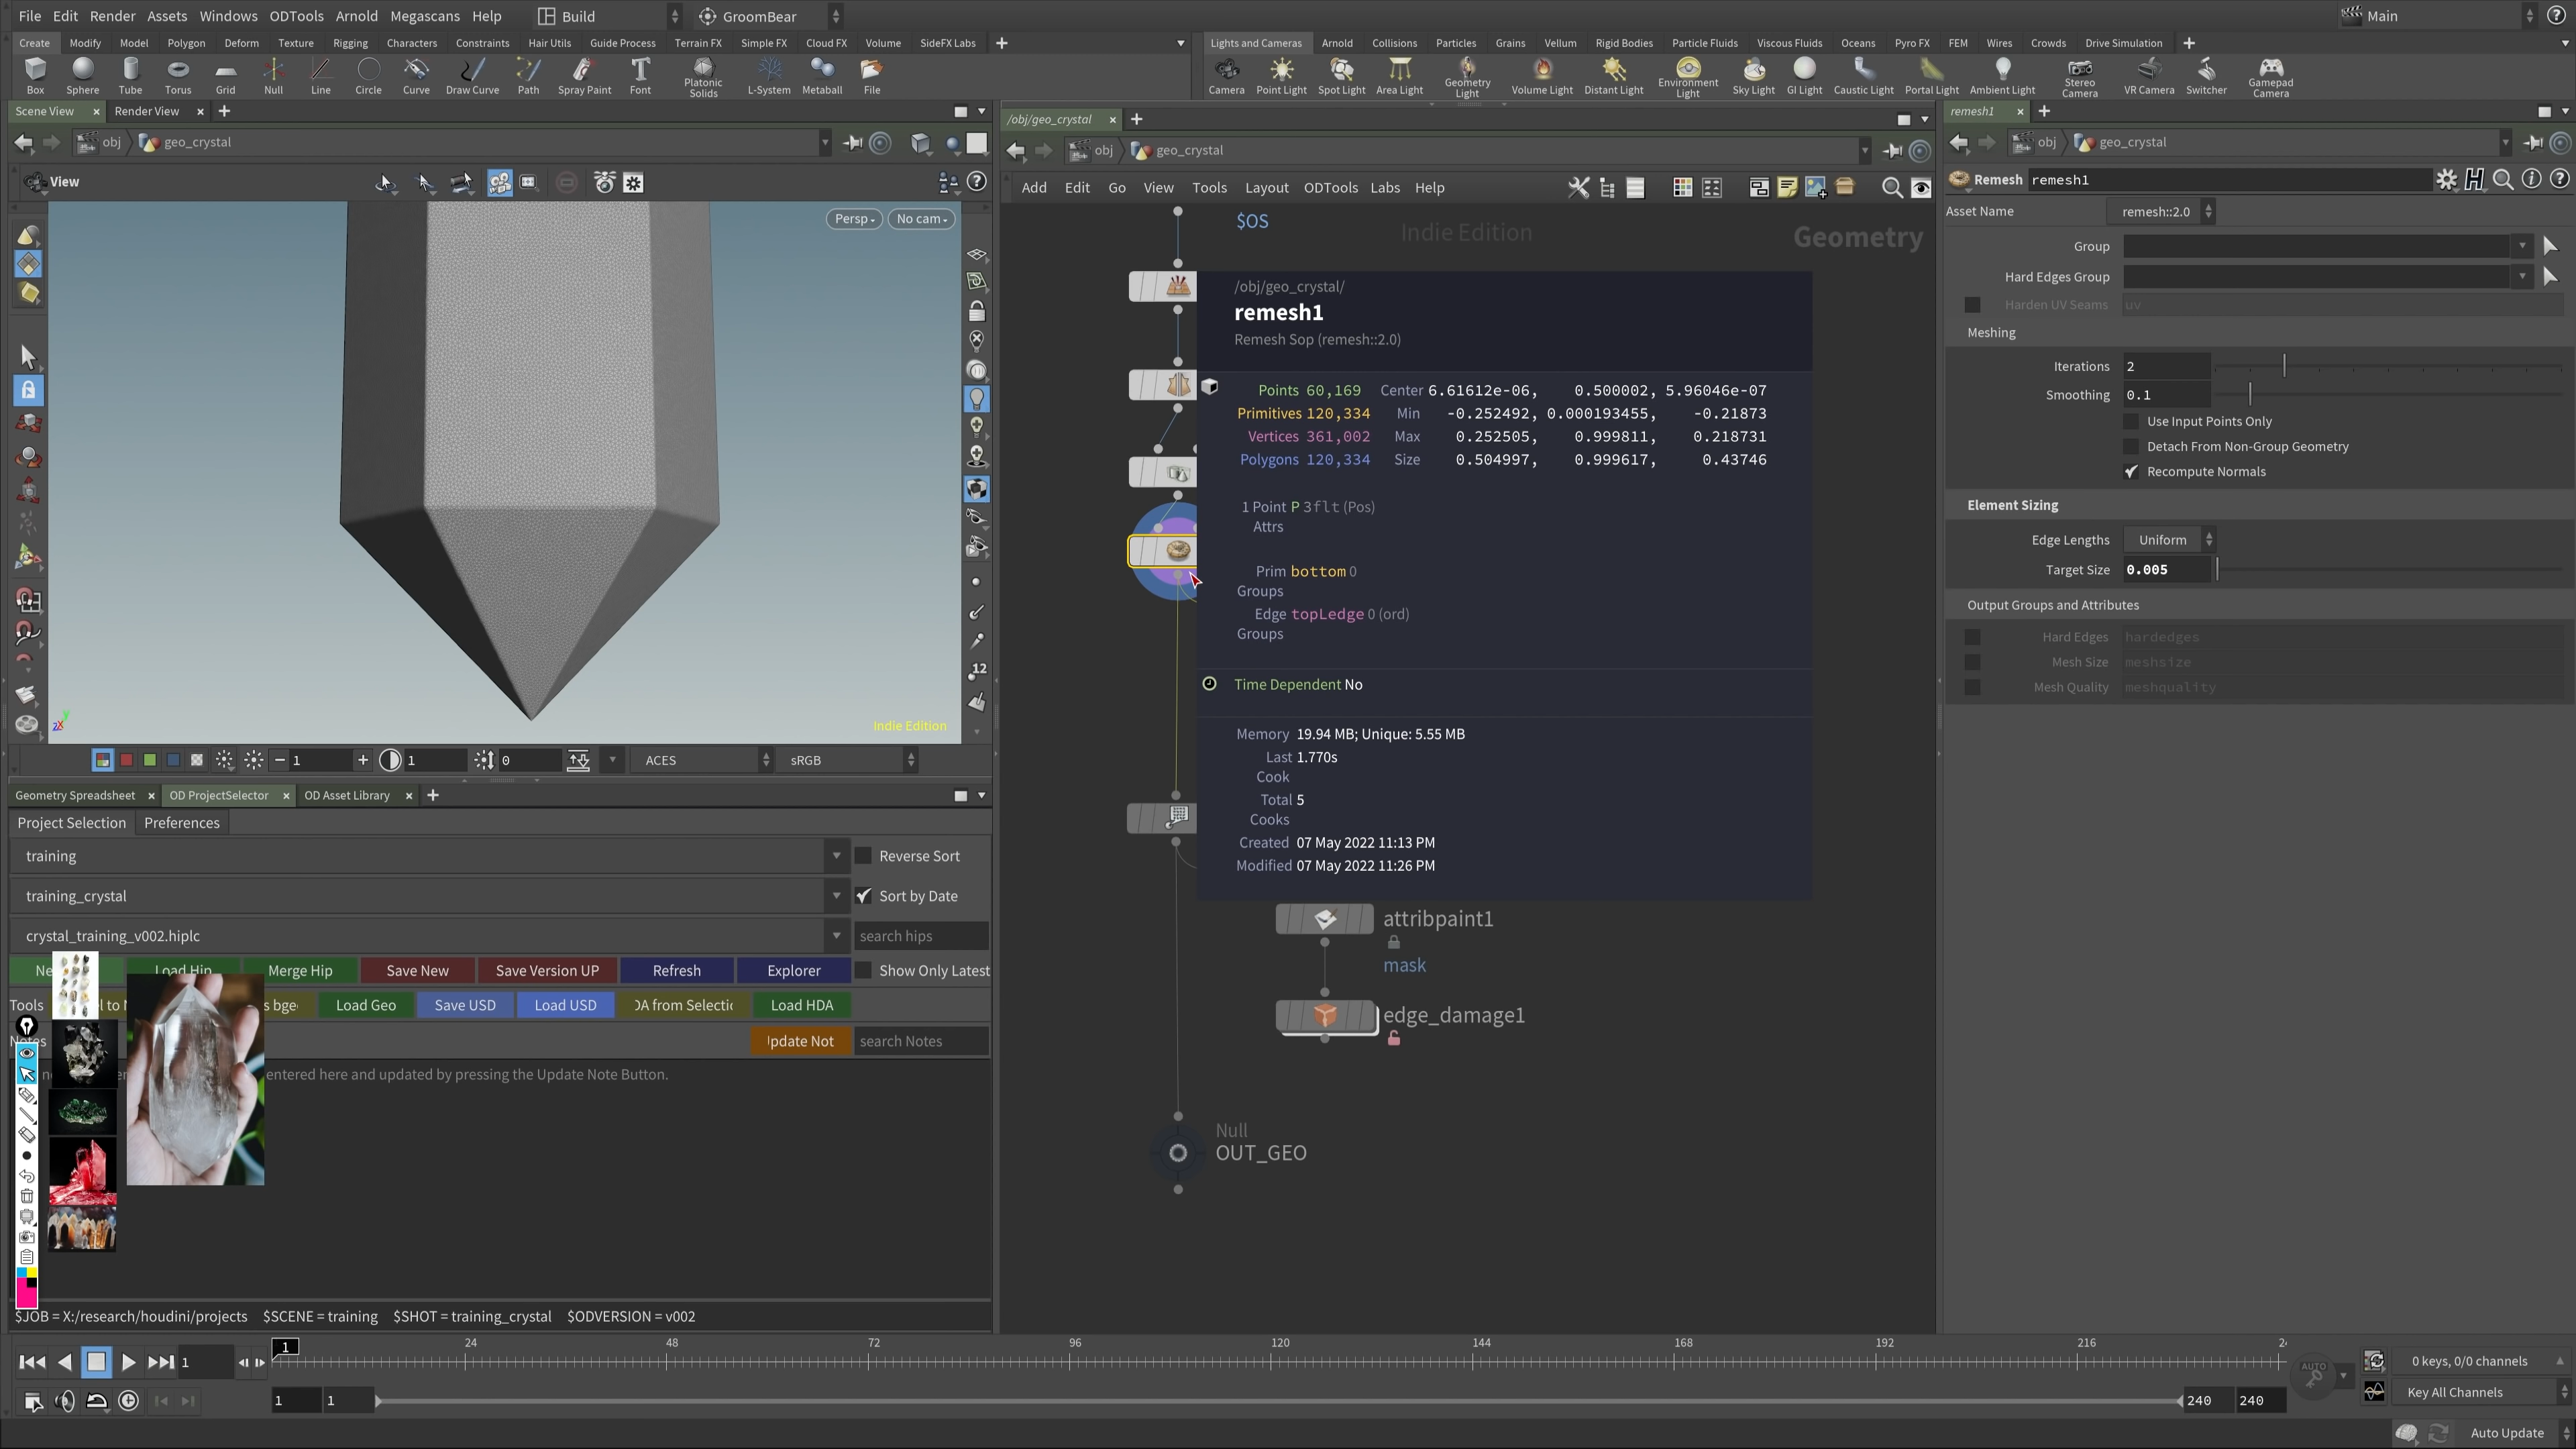 File Edit Render Assets Windows ODTools Arnold Megascans Help Build GroomBear Main
Create Modify Model Polygon Deform Texture Rigging Characters Constraints Hair Utils Guide Process Terrain FX Simple FX Cloud FX Volume SideFX Labs
Lights and Cameras Arnold Collisions Particles Grains Vellum Rigid Bodies Particle Fluids Viscous Fluids Oceans Pyro FX FEM Wires Crowds Drive Simulation
Box Sphere Tube Torus Grid Null Line Circle Curve Draw Curve Path Spray Paint Font Platonic Solids L-System Metaball File
Camera Point Light Spot Light Area Light Geometry Light Volume Light Distant Light Environment Light Sky Light GI Light Caustic Light Portal Light Ambient Light Stereo Camera VR Camera Switcher Gamepad Camera
Scene View Render View
obj geo_crystal
View
Persp No cam
Indie Edition
1 1 0 ACES sRGB
Geometry Spreadsheet OD ProjectSelector OD Asset Library
Project Selection Preferences
training Reverse Sort
training_crystal Sort by Date
crystal_training_v002.hiplc search hips
Ne Load Hip Merge Hip Save New Save Version UP Refresh Explorer Show Only Latest
Tools l to N s bge Load Geo Save USD Load USD DA from Selectio Load HDA
Notes Update Not search Notes
entered here and updated by pressing the Update Note Button.
$JOB = X:/research/houdini/projects $SCENE = training $SHOT = training_crystal $ODVERSION = v002
/obj/geo_crystal
obj geo_crystal
Add Edit Go View Tools Layout ODTools Labs Help
$OS
Indie Edition
Geometry
/obj/geo_crystal/
remesh1
Remesh Sop (remesh::2.0)
Points 60,169 Center 6.61612e-06, 0.500002, 5.96046e-07
Primitives 120,334 Min -0.252492, 0.000193455, -0.21873
Vertices 361,002 Max 0.252505, 0.999811, 0.218731
Polygons 120,334 Size 0.504997, 0.999617, 0.43746
1 Point P 3flt (Pos)
Attrs
Prim bottom 0
Groups
Edge topLedge 0 (ord)
Groups
Time Dependent No
Memory 19.94 MB; Unique: 5.55 MB
Last 1.770s
Cook
Total 5
Cooks
Created 07 May 2022 11:13 PM
Modified 07 May 2022 11:26 PM
attribpaint1
mask
edge_damage1
Null
OUT_GEO
remesh1
obj geo_crystal
Remesh remesh1
Asset Name remesh::2.0
Group
Hard Edges Group
Harden UV Seams uv
Meshing
Iterations 2
Smoothing 0.1
Use Input Points Only
Detach From Non-Group Geometry
Recompute Normals
Element Sizing
Edge Lengths Uniform
Target Size 0.005
Output Groups and Attributes
Hard Edges hardedges
Mesh Size meshsize
Mesh Quality meshquality
1 24 48 72 96 120 144 168 192 216
1 AUTO 0 keys, 0/0 channels
1 1 240 240 Key All Channels
Auto Update